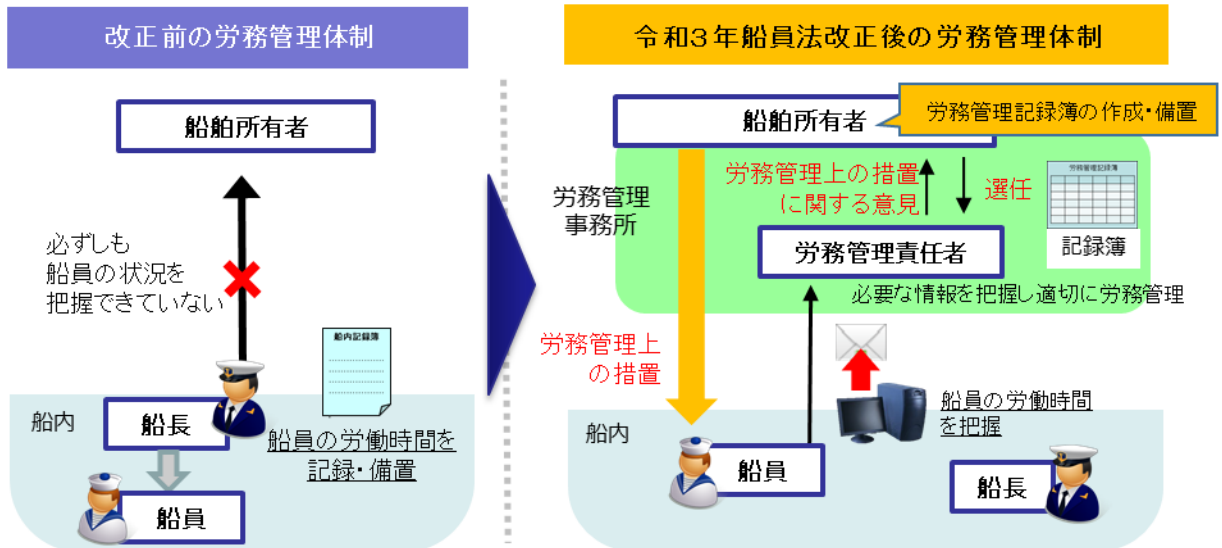 改正前の労務管理体制
船舶所有者
必ずしも
船員の状況を
把握できていない
船内記録簿
船内
船長
船員の労働時間を
記録・備置
船員
令和3年船員法改正後の労務管理体制
船舶所有者
労務管理記録簿の作成・備置
労務管理
事務所
労務管理上の措置
に関する意見
選任
労務管理記録簿
記録簿
労務管理責任者
必要な情報を把握し適切に労務管理
労務管理上
の措置
船員の労働時間
を把握
船内
船員
船長